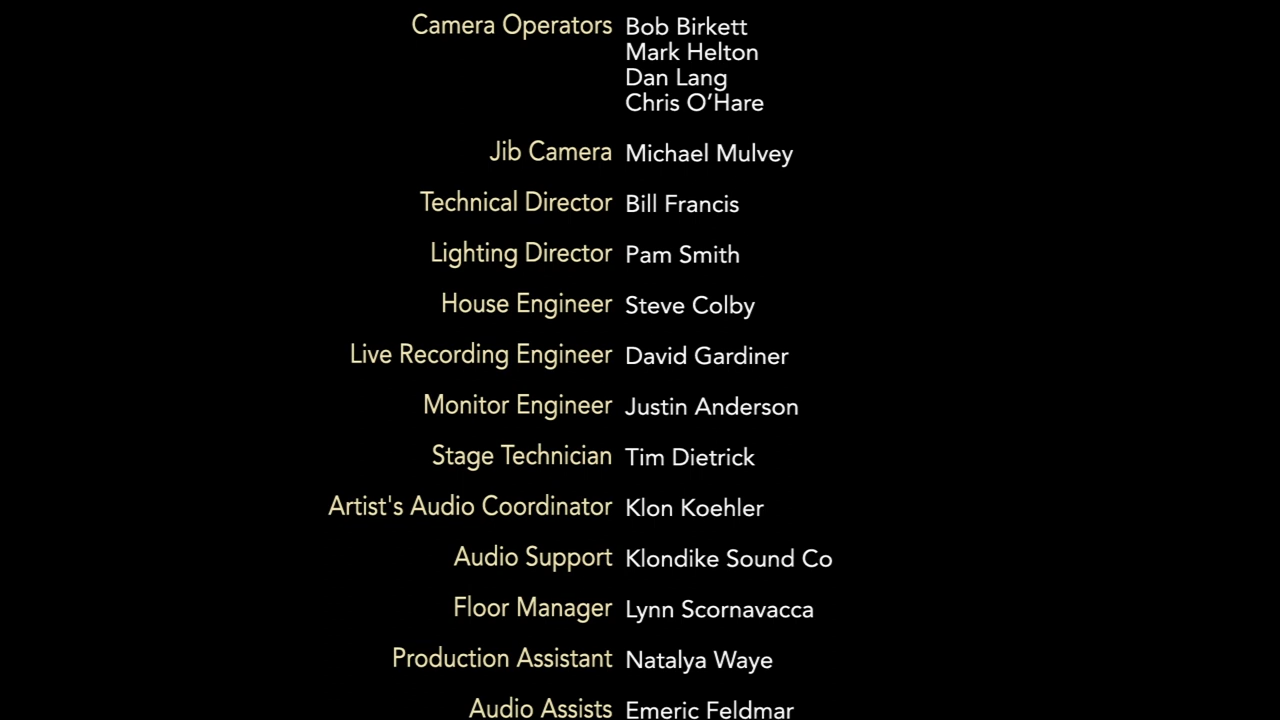 Camera Operators Bob Birkett
Mark Helton
Dan Lang
Chris O’Hare
Jib Camera Michael Mulvey
Technical Director Bill Francis
Lighting Director Pam Smith
House Engineer Steve Colby
Live Recording Engineer David Gardiner
Monitor Engineer Justin Anderson
Stage Technician Tim Dietrick
Artist's Audio Coordinator Klon Koehler
Audio Support Klondike Sound Co
Floor Manager Lynn Scornavacca
Production Assistant Natalya Waye
Audio Assists Emeric Feldmar